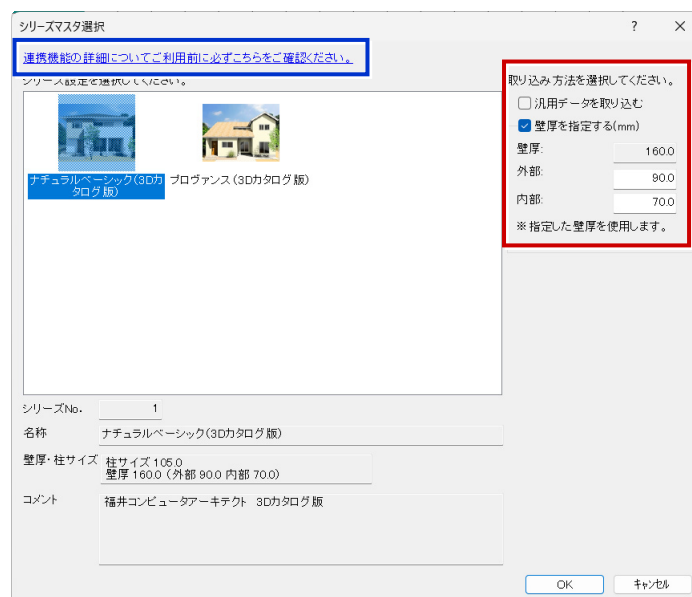 シリーズマスタ選択
?
×
連携機能の詳細についてご利用前に必ずこちらをご確認ください。
シリーズ設定を選択してください。
ナチュラルベーシック(3Dカタログ版)
プロヴァンス(3Dカタログ版)
取り込み方法を選択してください。
汎用データを取り込む
壁厚を指定する(mm)
壁厚: 160.0
外部: 90.0
内部: 70.0
※指定した壁厚を使用します。
シリーズNo. 1
名称 ナチュラルベーシック(3Dカタログ版)
壁厚・柱サイズ 柱サイズ 105.0
壁厚 160.0 (外部 90.0 内部 70.0)
コメント 福井コンピュータアーキテクト 3Dカタログ版
OK キャンセル